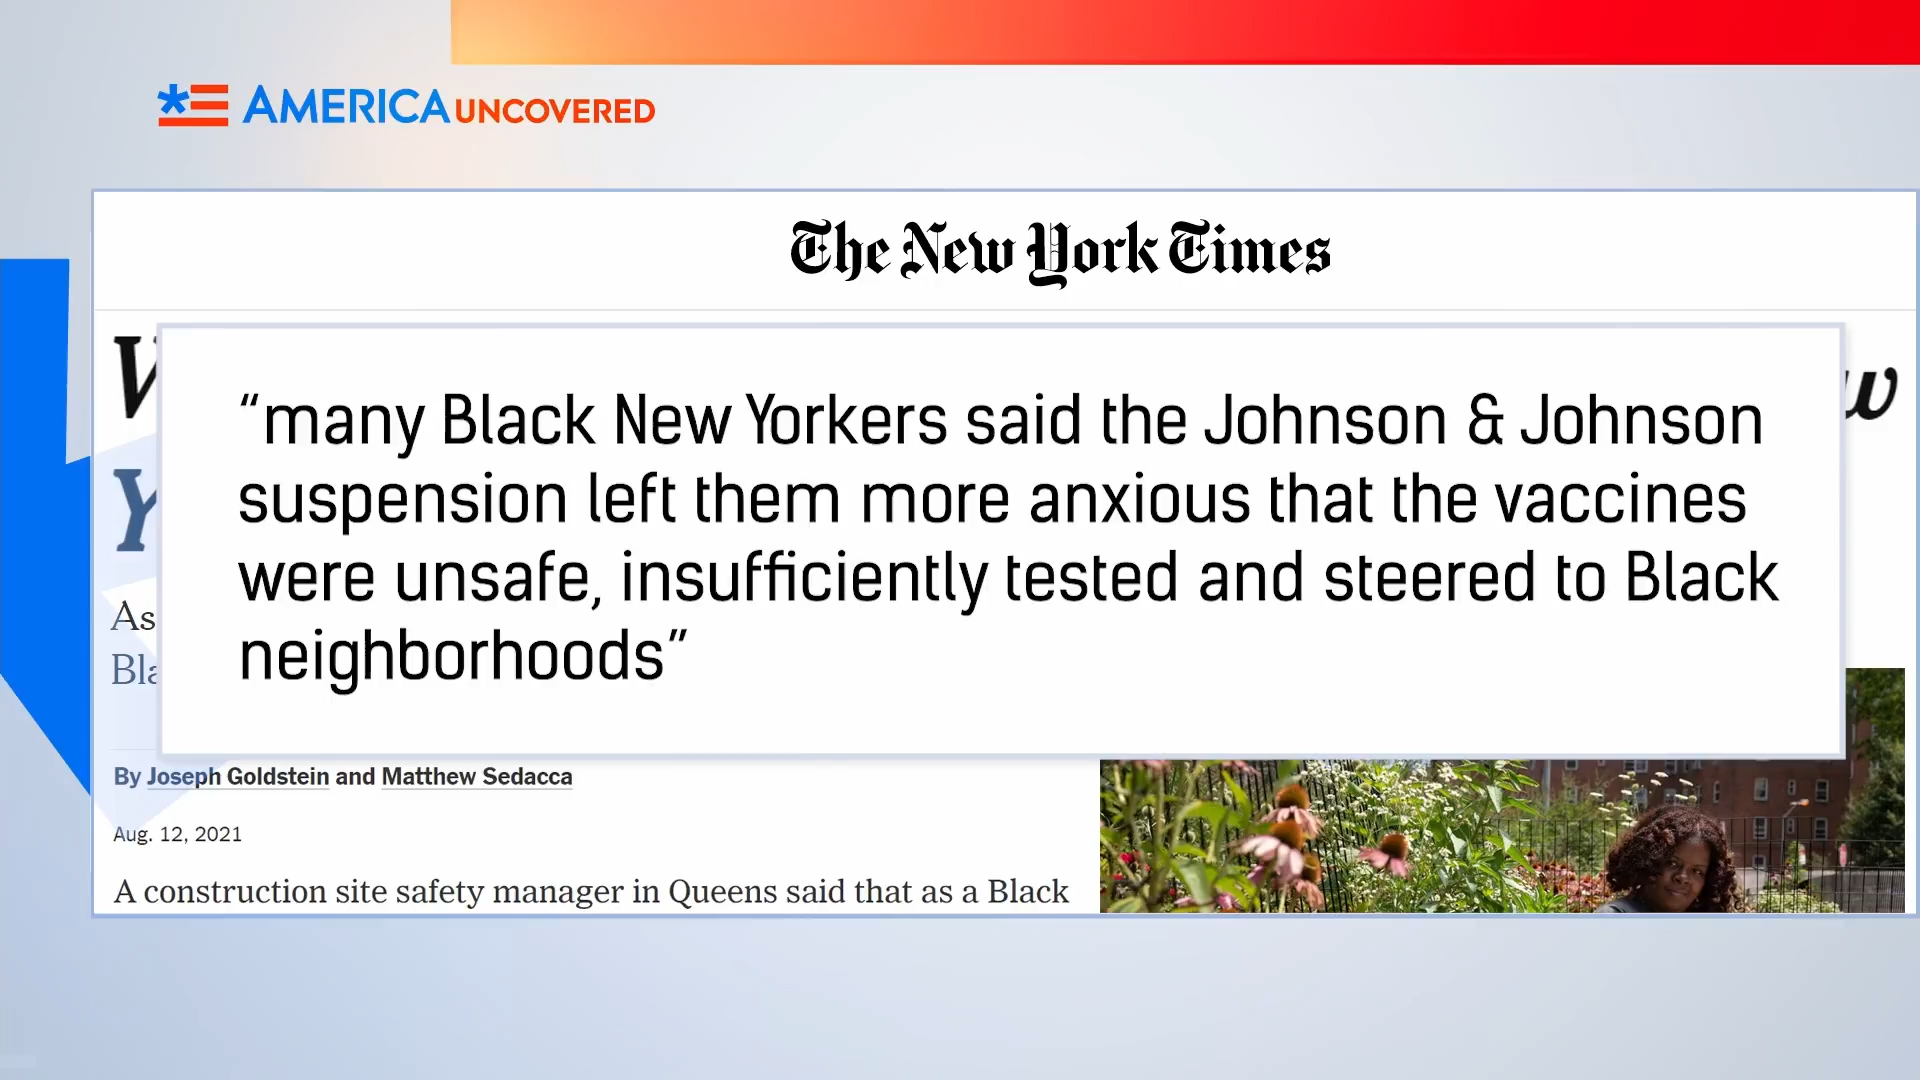 AMERICA UNCOVERED
The New York Times
“many Black New Yorkers said the Johnson & Johnson
suspension left them more anxious that the vaccines
were unsafe, insufficiently tested and steered to Black
neighborhoods”
As
By Joseph Goldstein and Matthew Sedacca
Aug. 12, 2021
A construction site safety manager in Queens said that as a Black